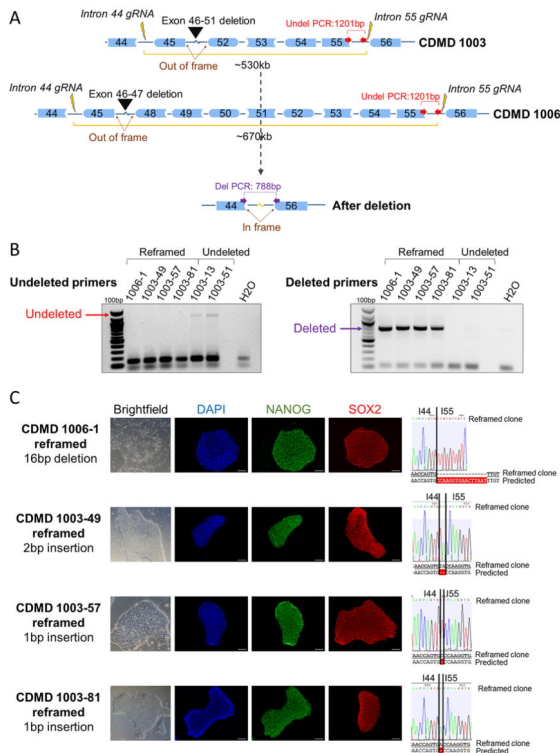 A
Intron 44 gRNA
Exon 46-51 deletion
Intron 55 gRNA
Undel PCR:1201bp
44 45 52 53 54 55 56 CDMD 1003
Out of frame
~530kb
Intron 44 gRNA
Exon 46-47 deletion
Intron 55 gRNA
Undel PCR:1201bp
44 45 48 49 50 51 52 53 54 55 56 CDMD 1006
Out of frame
~670kb
Del PCR: 788bp
44 56 After deletion
In frame
B
Reframed Undeleted
Undeleted primers
100bp 1006-1 1003-49 1003-57 1003-81 1003-13 1003-51 H2O
Undeleted
Reframed Undeleted
Deleted primers
100bp 1006-1 1003-49 1003-57 1003-81 1003-13 1003-51 H2O
Deleted
C
Brightfield DAPI NANOG SOX2
CDMD 1006-1
reframed
16bp deletion
I44 I55
Reframed clone
AACCAGTG TTGT Reframed clone
AACCAGTG CCAAGGTGAACTTAAT TTGT Predicted
CDMD 1003-49
reframed
2bp insertion
I44 I55
Reframed clone
Reframed clone
Predicted
CDMD 1003-57
reframed
1bp insertion
I44 I55
Reframed clone
Reframed clone
Predicted
CDMD 1003-81
reframed
1bp insertion
I44 I55
Reframed clone
Reframed clone
Predicted